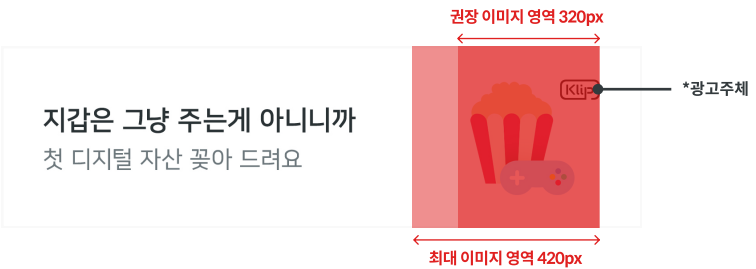 권장 이미지 영역 320px
Klip
*광고주체
지갑은 그냥 주는게 아니니까
첫 디지털 자산 꽂아 드려요
최대 이미지 영역 420px